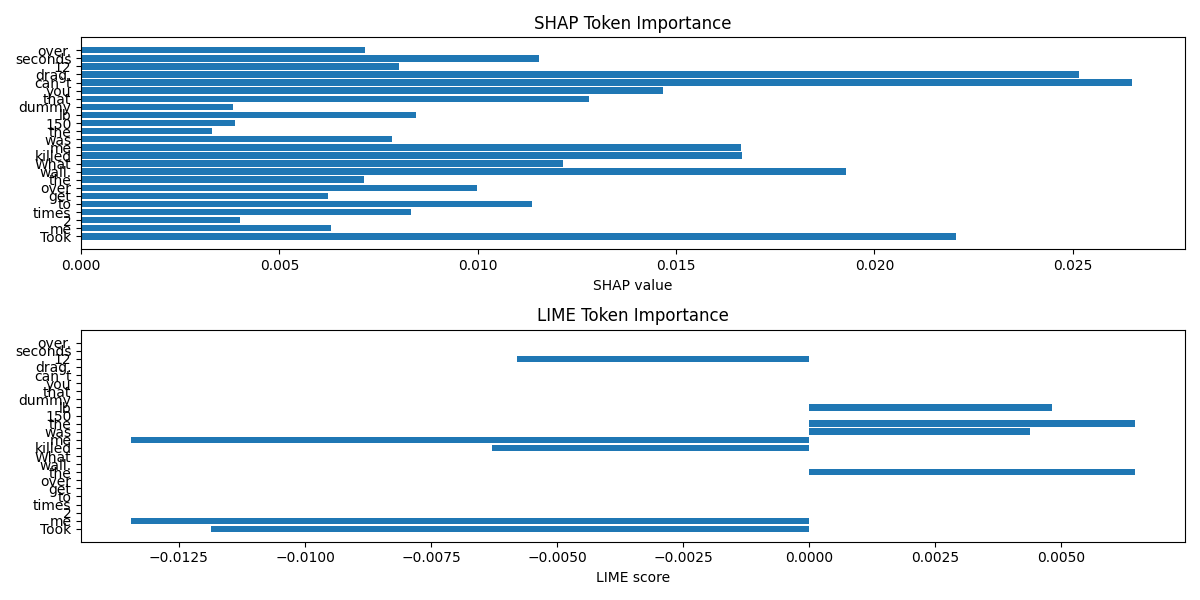 SHAP Token Importance
over.
seconds
12
drag,
can't
you
that
dummy
lb
150
the
was
me
killed
What
wall.
the
over
get
to
times
2
me
Took
0.000 0.005 0.010 0.015 0.020 0.025
SHAP value
LIME Token Importance
over.
seconds
12
drag,
can't
you
that
dummy
lb
150
the
was
me
killed
What
wall.
the
over
get
to
times
2
me
Took
−0.0125 −0.0100 −0.0075 −0.0050 −0.0025 0.0000 0.0025 0.0050
LIME score